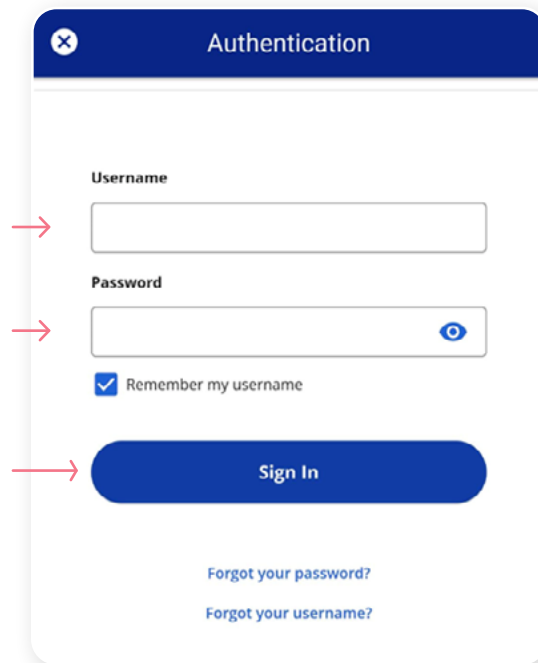 Authentication
Username
Password
Remember my username
Sign In
Forgot your password?
Forgot your username?